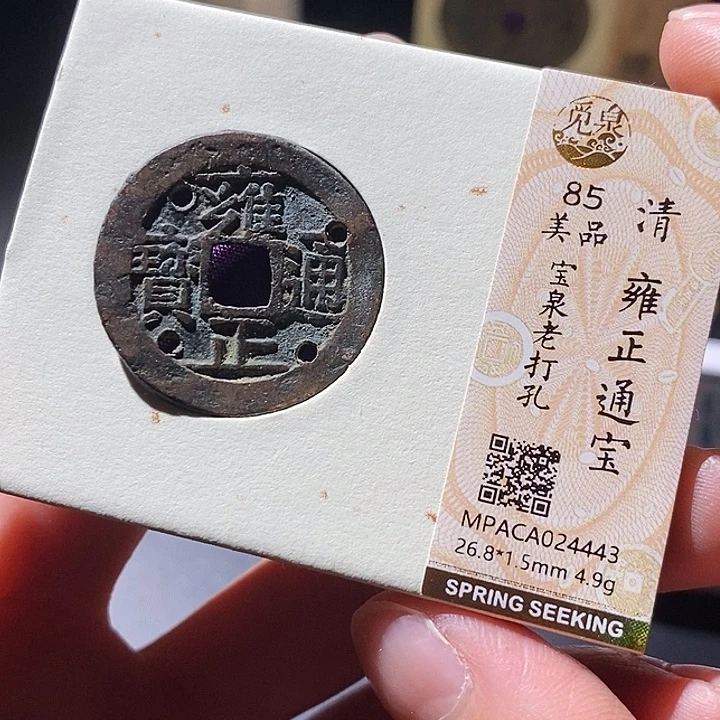 雍正通寶
覓泉
85
美品
宝泉老打孔
清 雍正通宝
MPACA024443
26.8*1.5mm 4.9g
SPRING SEEKING